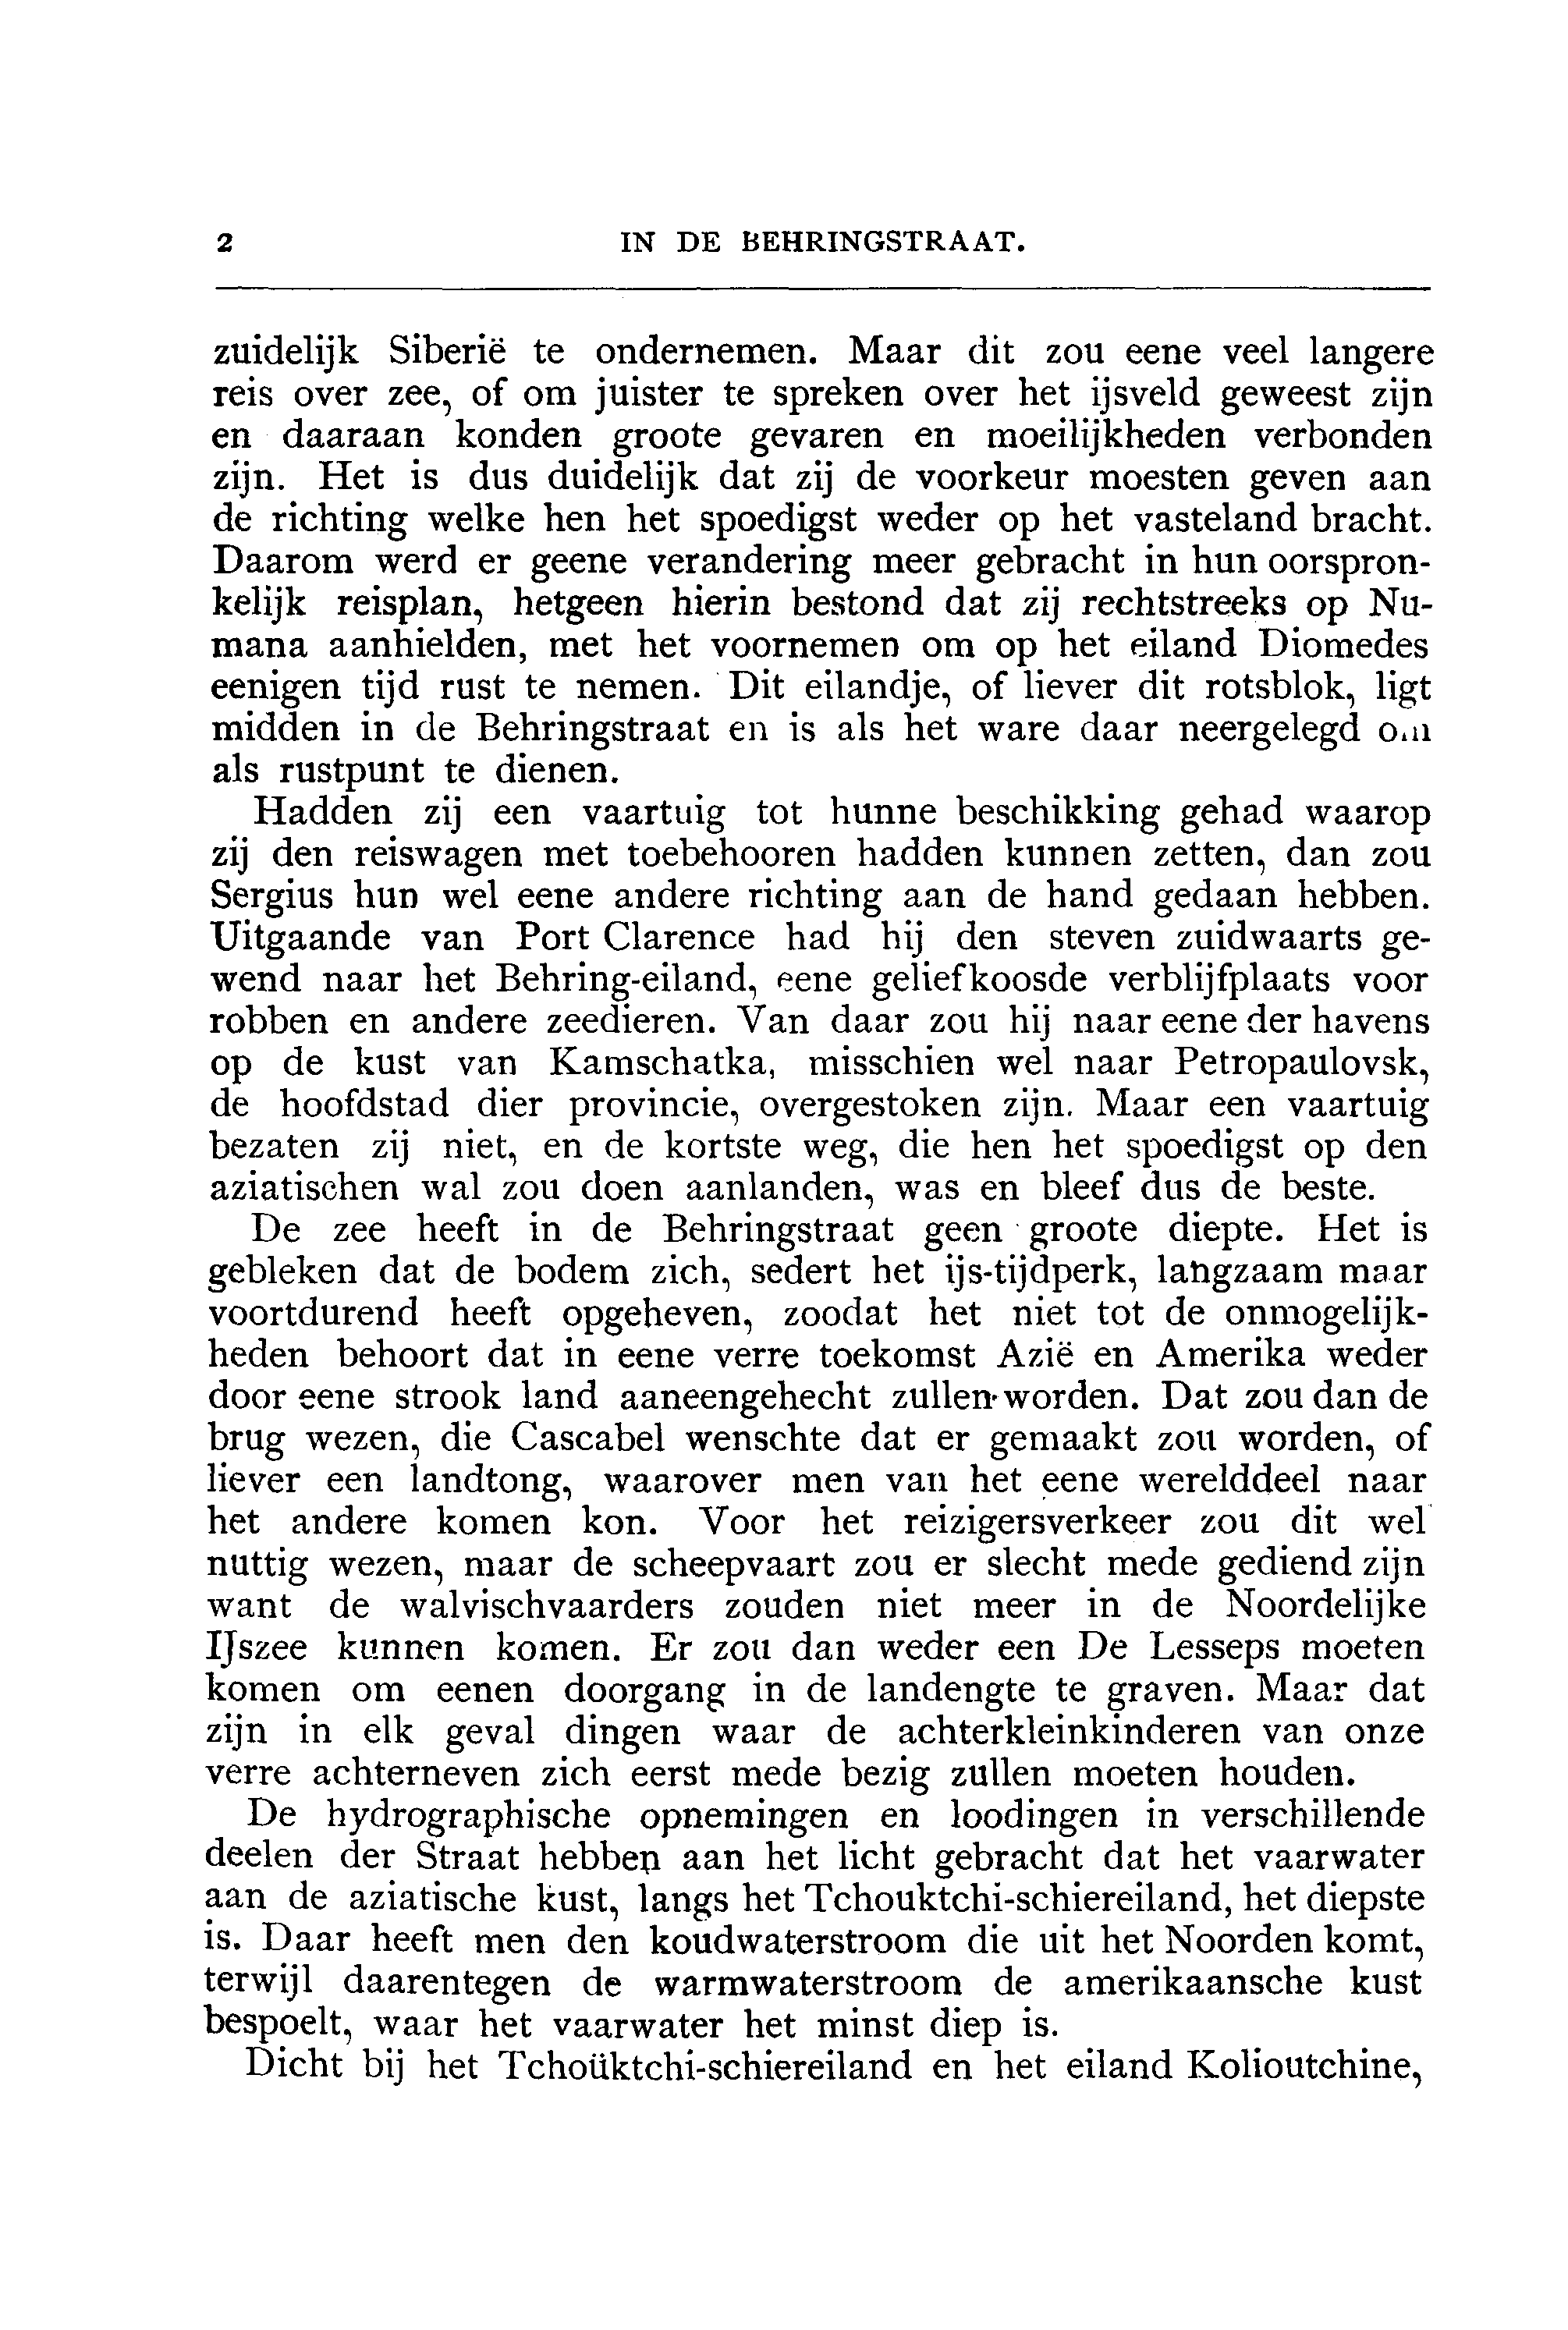 2 IN DE BEHRINGSTRAAT.
zuidelijk Siberië te ondernemen. Maar dit zou eene veel langere
reis over zee, of om juister te spreken over het ijsveld geweest zijn
en daaraan konden groote gevaren en moeilijkheden verbonden
zijn. Het is dus duidelijk dat zij de voorkeur moesten geven aan
de richting welke hen het spoedigst weder op het vasteland bracht.
Daarom werd er geene verandering meer gebracht in hun oorspron-
kelijk reisplan, hetgeen hierin bestond dat zij rechtstreeks op Nu-
mana aanhielden, met het voornemen om op het eiland Diomedes
eenigen tijd rust te nemen. Dit eilandje, of liever dit rotsblok, ligt
midden in de Behringstraat en is als het ware daar neergelegd om
als rustpunt te dienen.
Hadden zij een vaartuig tot hunne beschikking gehad waarop
zij den reiswagen met toebehooren hadden kunnen zetten, dan zou
Sergius hun wel eene andere richting aan de hand gedaan hebben.
Uitgaande van Port Clarence had hij den steven zuidwaarts ge-
wend naar het Behring-eiland, eene geliefkoosde verblijfplaats voor
robben en andere zeedieren. Van daar zou hij naar eene der havens
op de kust van Kamschatka, misschien wel naar Petropaulovsk,
de hoofdstad dier provincie, overgestoken zijn. Maar een vaartuig
bezaten zij niet, en de kortste weg, die hen het spoedigst op den
aziatischen wal zou doen aanlanden, was en bleef dus de beste.
De zee heeft in de Behringstraat geen groote diepte. Het is
gebleken dat de bodem zich, sedert het ijs-tijdperk, langzaam maar
voortdurend heeft opgeheven, zoodat het niet tot de onmogelijk-
heden behoort dat in eene verre toekomst Azië en Amerika weder
door eene strook land aaneengehecht zullen worden. Dat zou dan de
brug wezen, die Cascabel wenschte dat er gemaakt zou worden, of
liever een landtong, waarover men van het eene werelddeel naar
het andere komen kon. Voor het reizigersverkeer zou dit wel
nuttig wezen, maar de scheepvaart zou er slecht mede gediend zijn
want de walvischvaarders zouden niet meer in de Noordelijke
IJszee kunnen komen. Er zou dan weder een De Lesseps moeten
komen om eenen doorgang in de landengte te graven. Maar dat
zijn in elk geval dingen waar de achterkleinkinderen van onze
verre achterneven zich eerst mede bezig zullen moeten houden.
De hydrographische opnemingen en loodingen in verschillende
deelen der Straat hebben aan het licht gebracht dat het vaarwater
aan de aziatische kust, langs het Tchouktchi-schiereiland, het diepste
is. Daar heeft men den koudwaterstroom die uit het Noorden komt,
terwijl daarentegen de warmwaterstroom de amerikaansche kust
bespoelt, waar het vaarwater het minst diep is.
Dicht bij het Tchoüktchi-schiereiland en het eiland Kolioutchine,